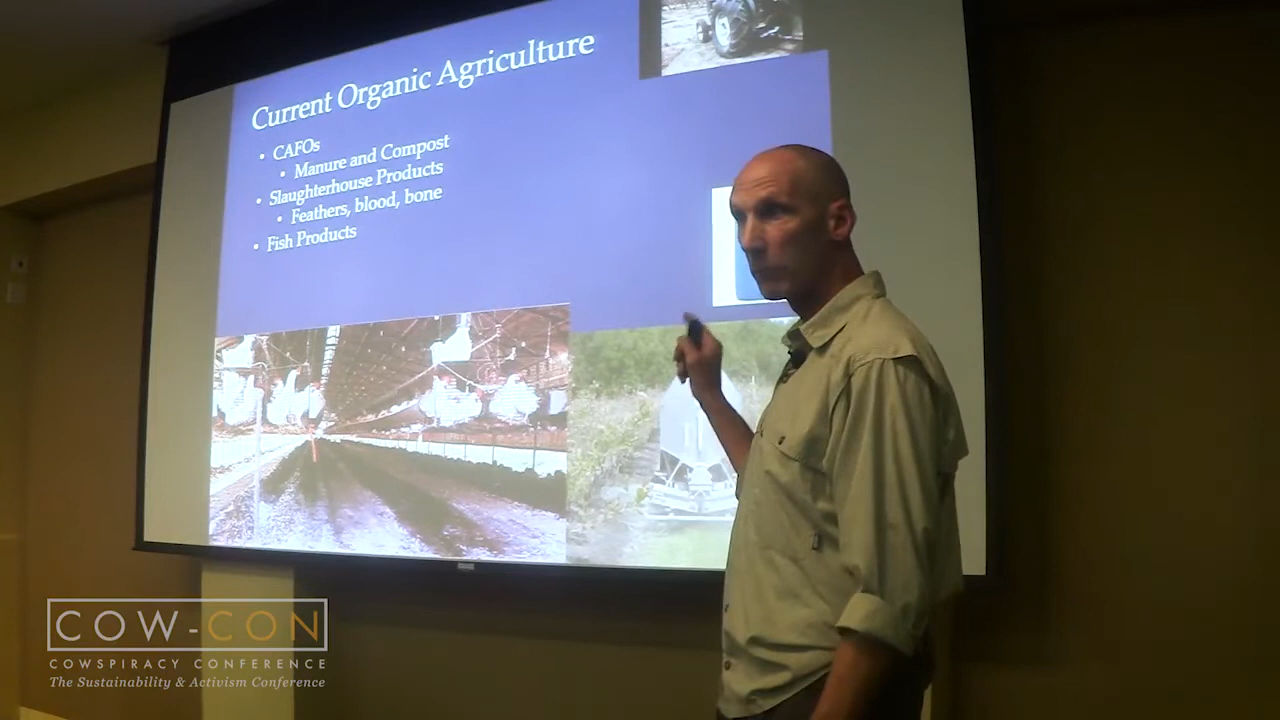 Current Organic Agriculture
• CAFOs
• Manure and Compost
• Slaughterhouse Products
• Feathers, blood, bone
• Fish Products
COW-CON
COWSPIRACY CONFERENCE
The Sustainability & Activism Conference